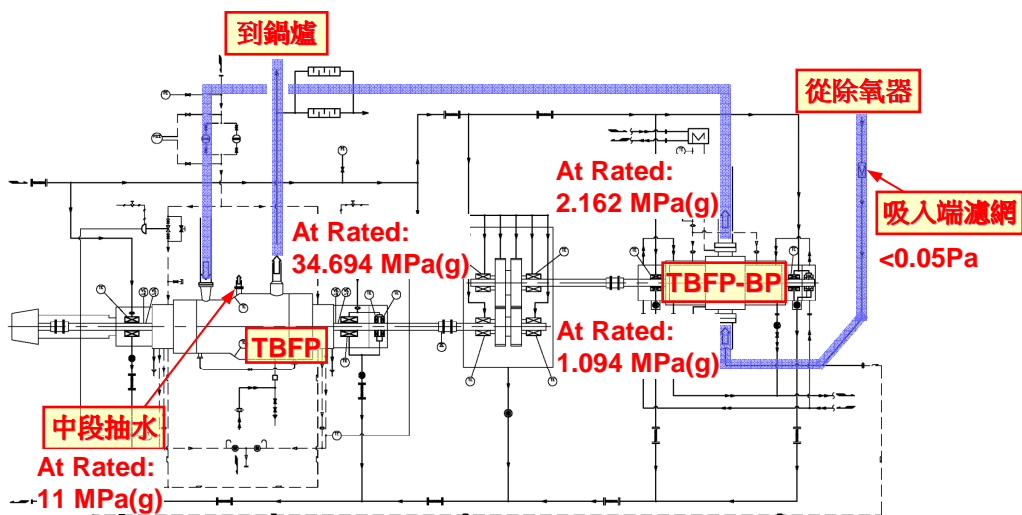 到鍋爐
從除氧器
At Rated:
2.162 MPa(g)
吸入端濾網
<0.05Pa
At Rated:
34.694 MPa(g)
TBFP-BP
TBFP
At Rated:
1.094 MPa(g)
中段抽水
At Rated:
11 MPa(g)